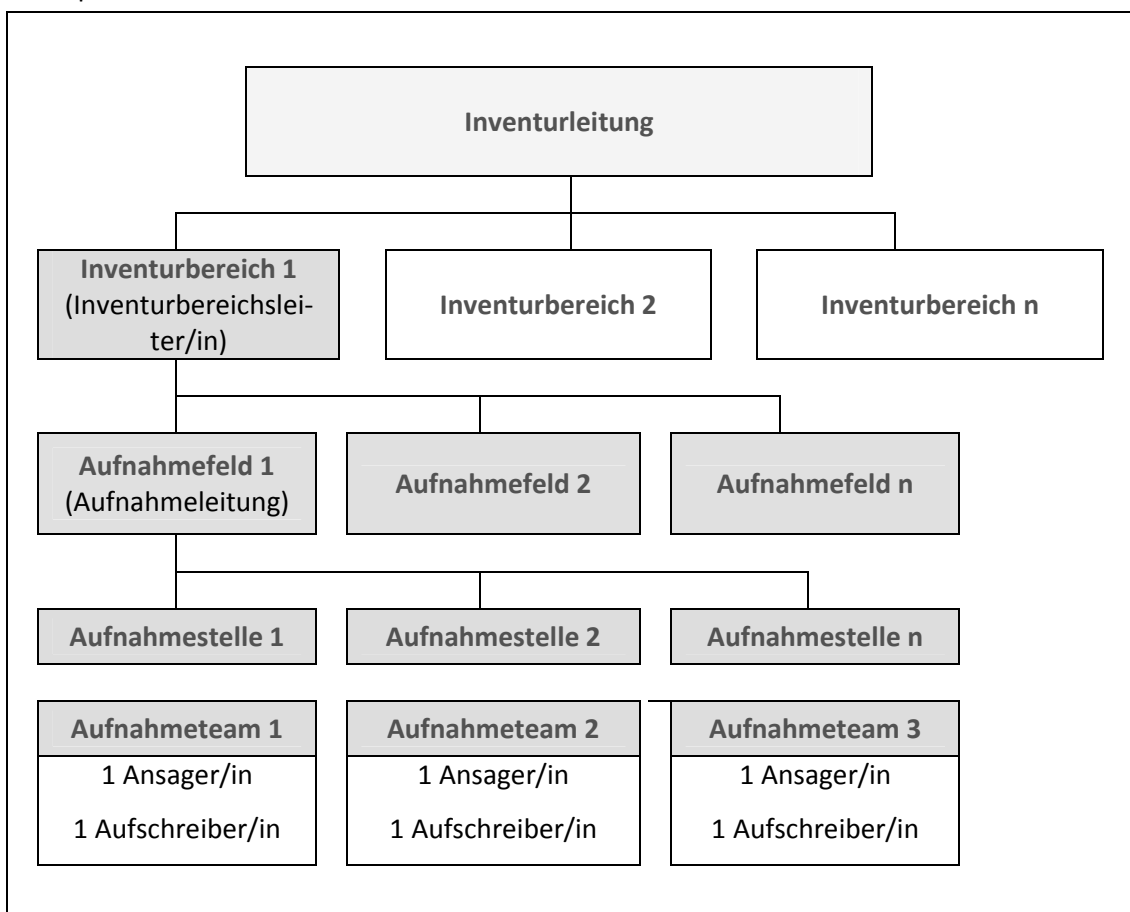 Inventurleitung
Inventurbereich 1
(Inventurbereichslei-
ter/in)
Inventurbereich 2
Inventurbereich n
Aufnahmefeld 1
(Aufnahmeleitung)
Aufnahmefeld 2
Aufnahmefeld n
Aufnahmestelle 1
Aufnahmestelle 2
Aufnahmestelle n
Aufnahmeteam 1
1 Ansager/in
1 Aufschreiber/in
Aufnahmeteam 2
1 Ansager/in
1 Aufschreiber/in
Aufnahmeteam 3
1 Ansager/in
1 Aufschreiber/in